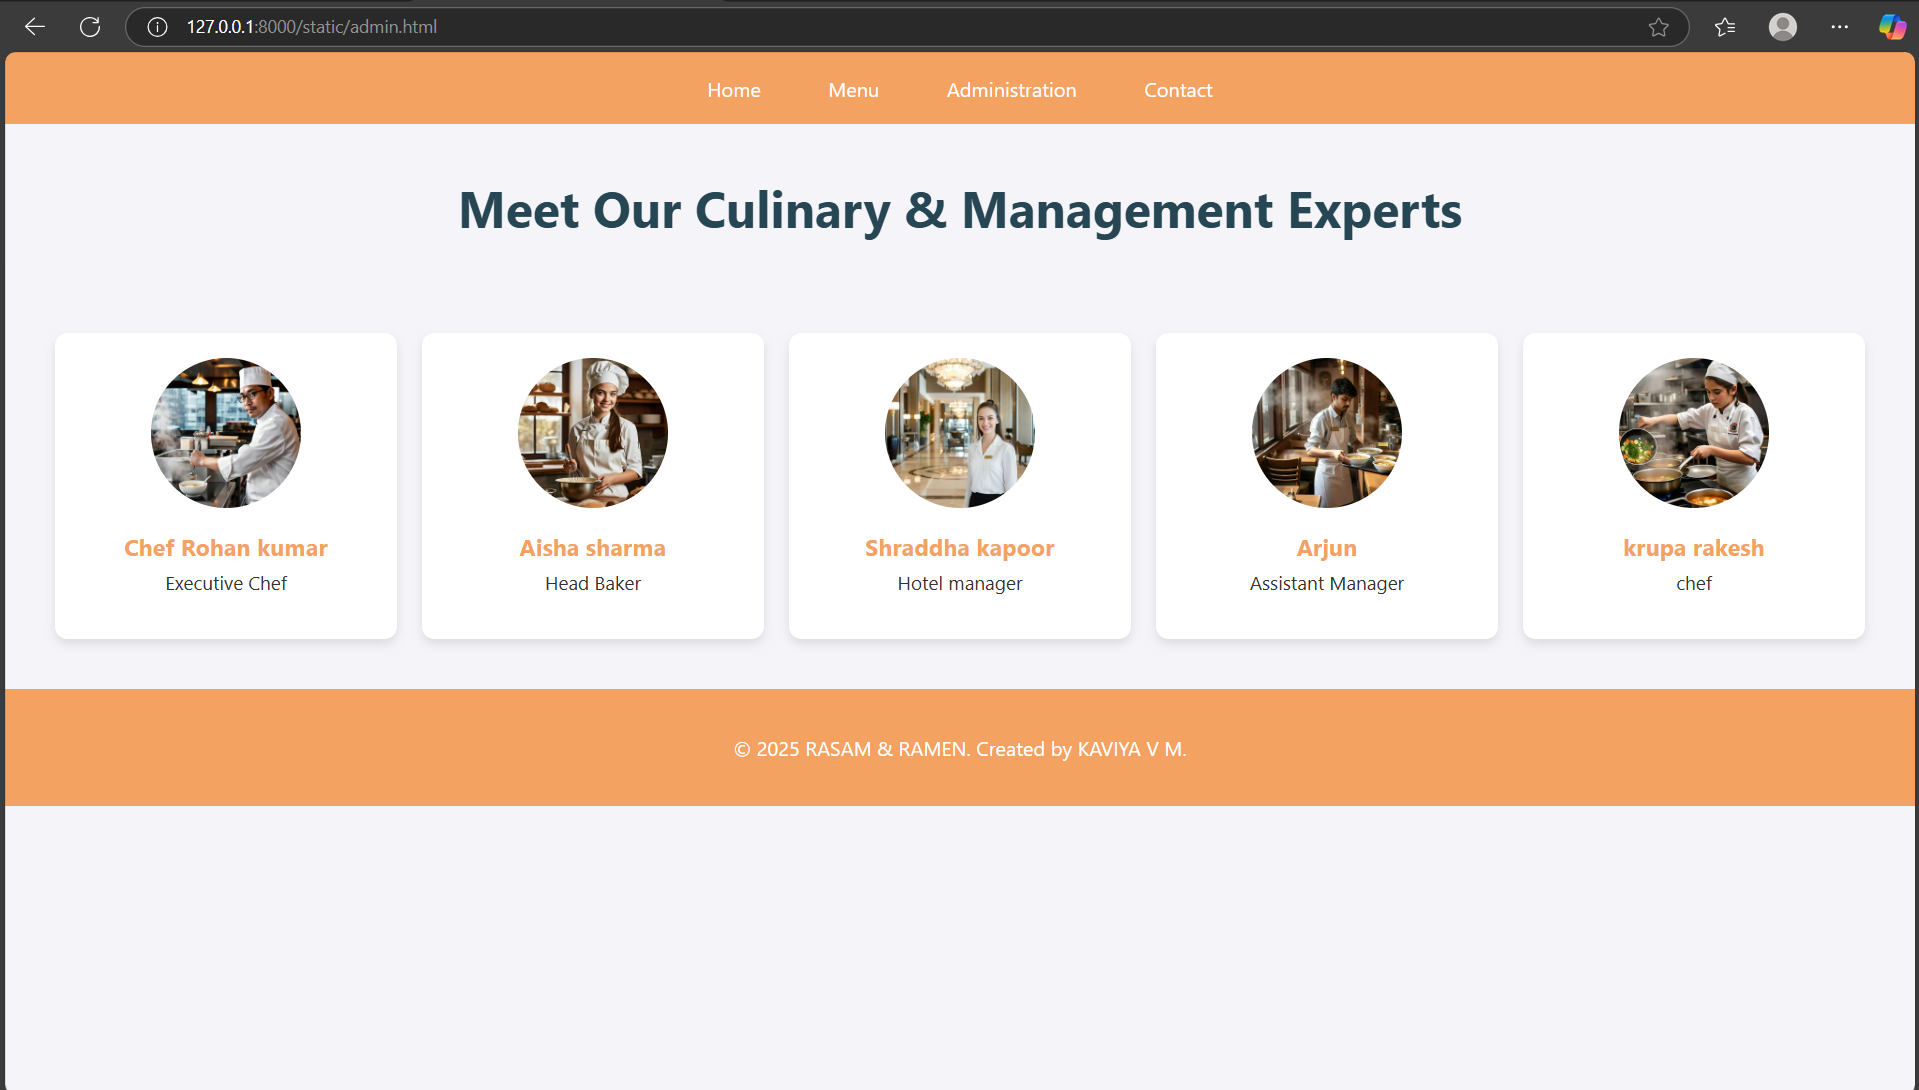 127.0.0.1:8000/static/admin.html
Home Menu Administration Contact
Meet Our Culinary & Management Experts
Chef Rohan kumar
Executive Chef
Aisha sharma
Head Baker
Shraddha kapoor
Hotel manager
Arjun
Assistant Manager
krupa rakesh
chef
© 2025 RASAM & RAMEN. Created by KAVIYA V M.